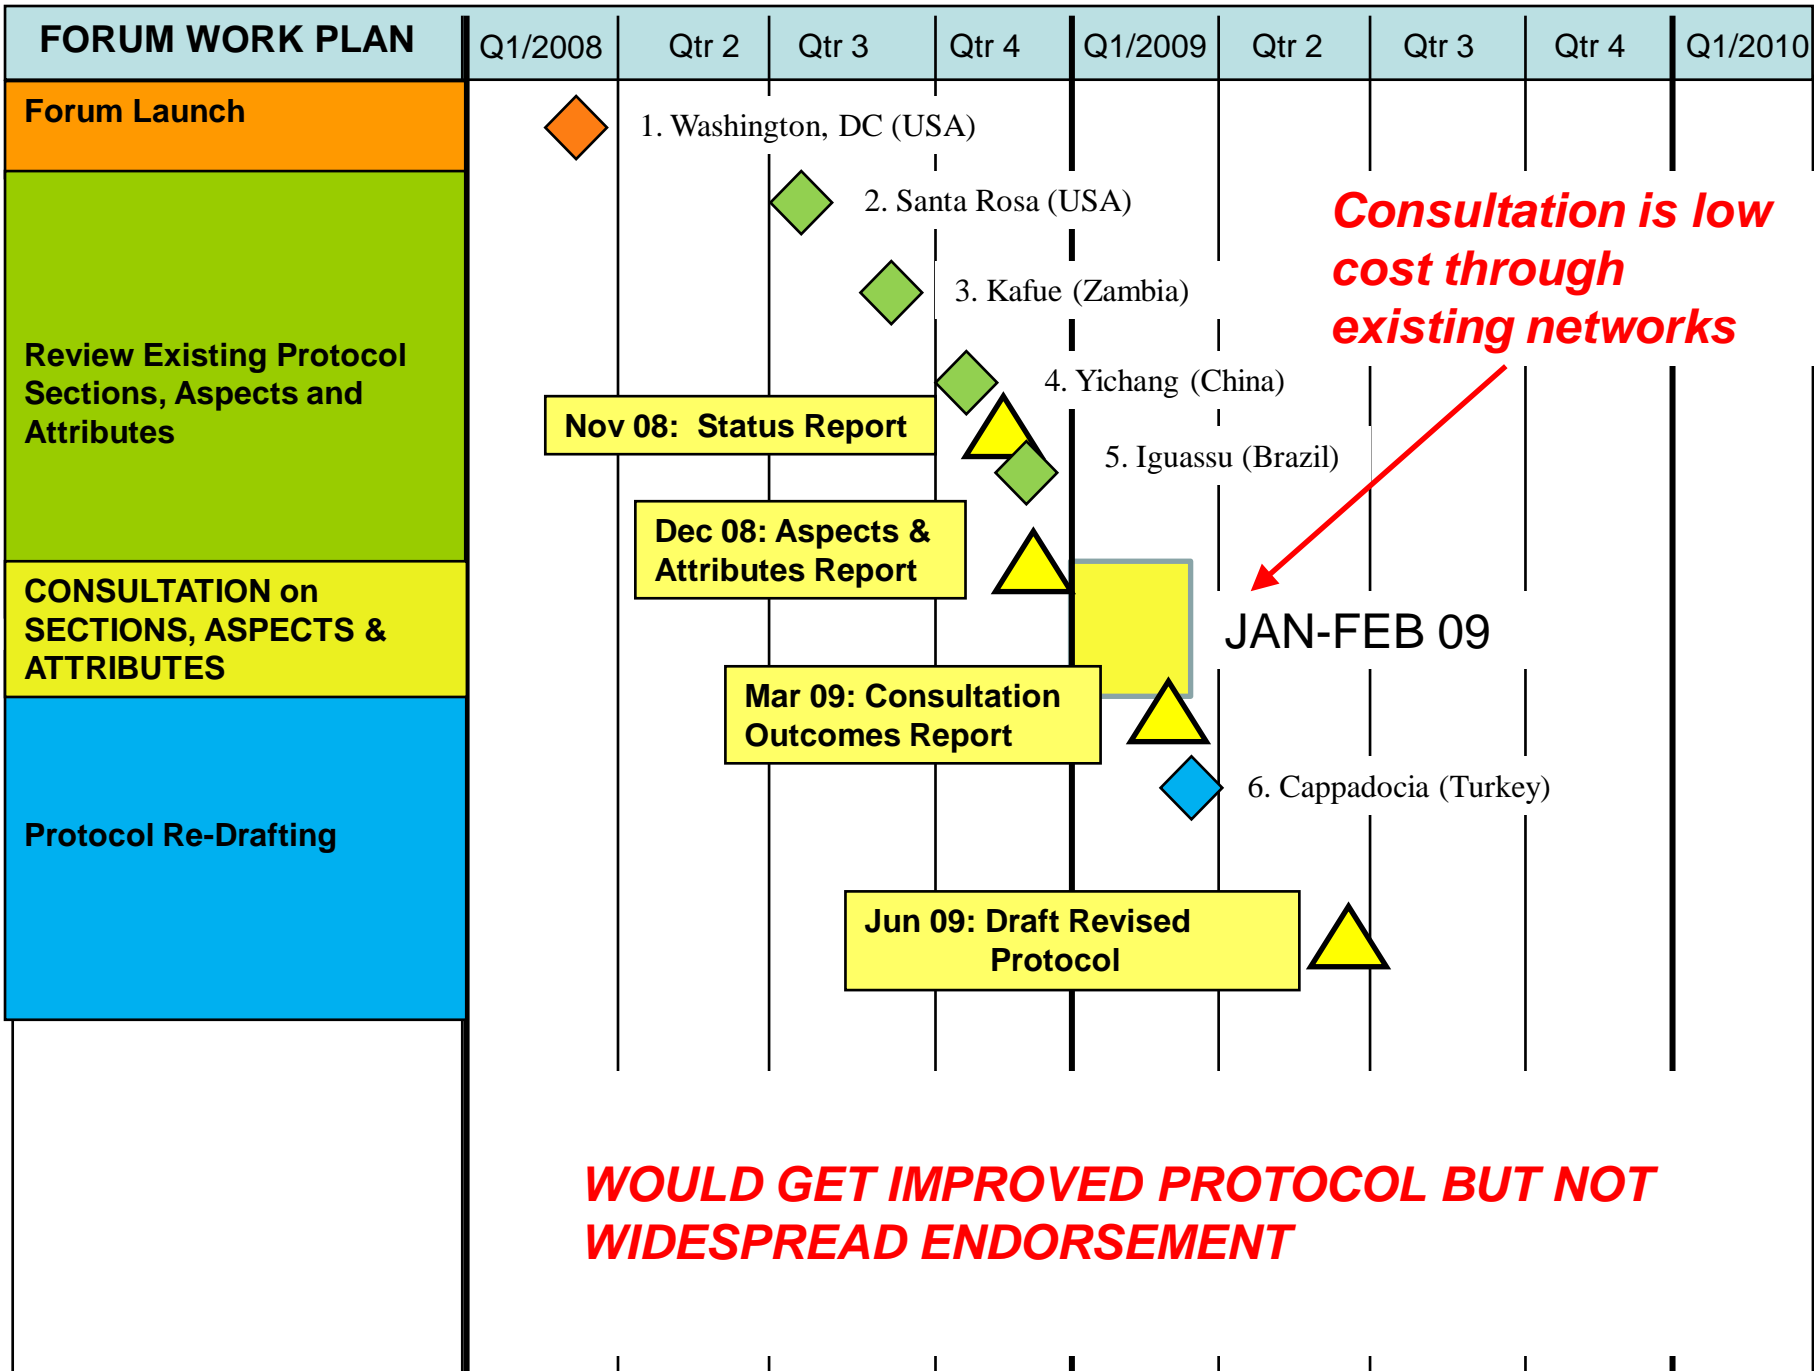 FORUM WORK PLAN
Q1/2008
Qtr 2
Qtr 3
Qtr 4
Q1/2009
Qtr 2
Qtr 3
Qtr 4
Q1/2010
Forum Launch
1. Washington, DC (USA)
2. Santa Rosa (USA)
Consultation is low
cost through
existing networks
3. Kafue (Zambia)
Review Existing Protocol
Sections, Aspects and
Attributes
4. Yichang (China)
Nov 08:  Status Report
5. Iguassu (Brazil)
Dec 08: Aspects &
Attributes Report
CONSULTATION on
SECTIONS, ASPECTS &
ATTRIBUTES
JAN-FEB 09
Mar 09: Consultation
Outcomes Report
6. Cappadocia (Turkey)
Protocol Re-Drafting
Jun 09: Draft Revised
Protocol
WOULD GET IMPROVED PROTOCOL BUT NOT
WIDESPREAD ENDORSEMENT